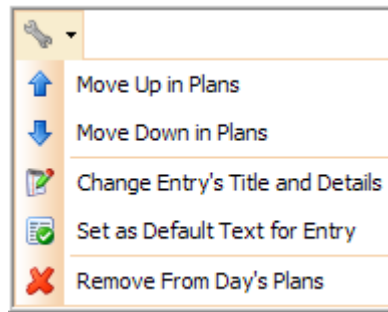 Move Up in Plans
Move Down in Plans
Change Entry's Title and Details
Set as Default Text for Entry
Remove From Day's Plans